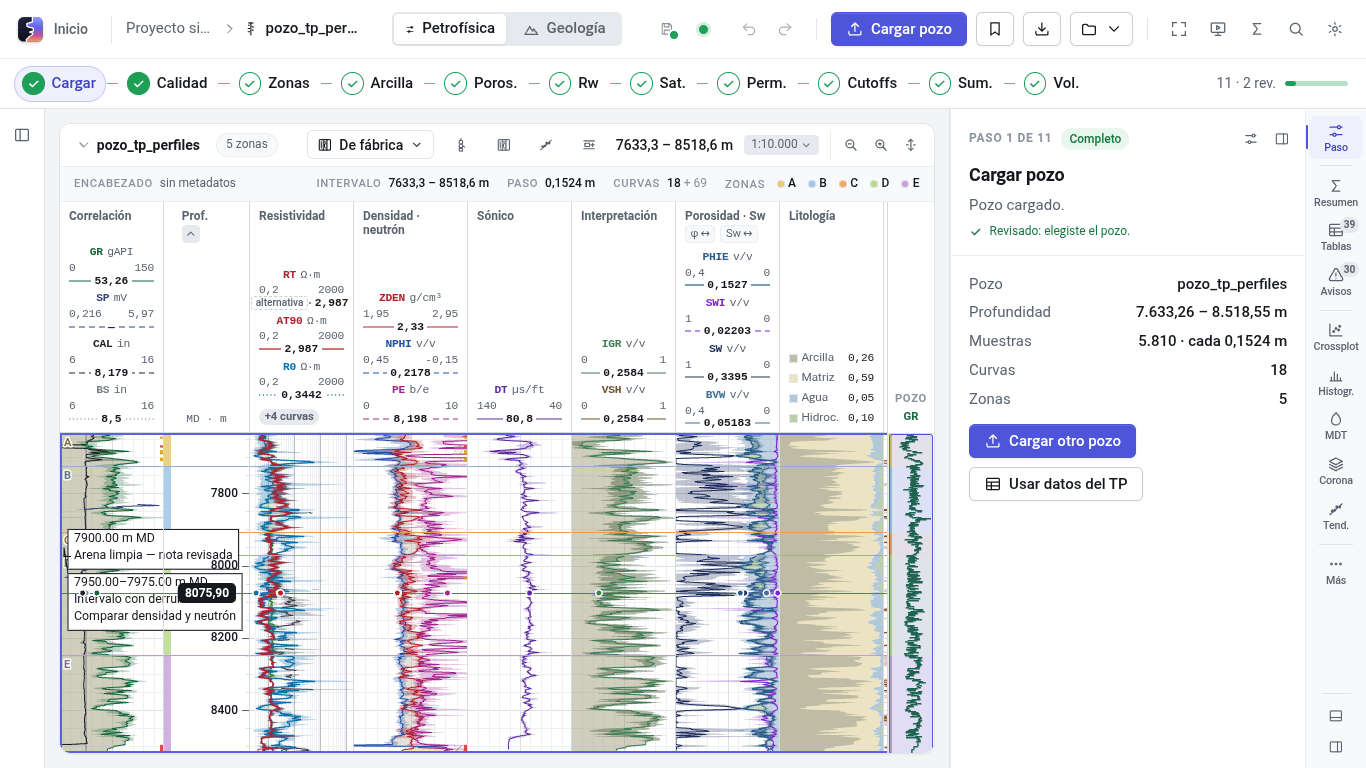 Inicio
Proyecto si...
pozo_tp_per...
Petrofísica
Geología
Cargar pozo
Cargar
Calidad
Zonas
Arcilla
Poros.
Rw
Sat.
Perm.
Cutoffs
Sum.
Vol.
11 · 2 rev.
pozo_tp_perfiles
5 zonas
De fábrica
7633,3 – 8518,6 m
1:10.000
ENCABEZADO sin metadatos
INTERVALO 7633,3 – 8518,6 m
PASO 0,1524 m
CURVAS 18 + 69
ZONAS A B C D E
Correlación
GR gAPI
0 150
53,26
SP mV
0,216 5,97
–
CAL in
6 16
8,179
BS in
6 16
8,5
Prof.
MD · m
Resistividad
RT Ω·m
0,2 2000
alternativa · 2,987
AT90 Ω·m
0,2 2000
2,987
R0 Ω·m
0,2 2000
0,3442
+4 curvas
Densidad ·
neutrón
ZDEN g/cm³
1,95 2,95
2,33
NPHI v/v
0,45 -0,15
0,2178
PE b/e
0 10
8,198
Sónico
DT µs/ft
140 40
80,8
Interpretación
IGR v/v
0 1
0,2584
VSH v/v
0 1
0,2584
Porosidad · Sw
φ ↔ Sw ↔
PHIE v/v
0,4 0
0,1527
SWI v/v
1 0
0,02203
SW v/v
1 0
0,3395
BVW v/v
0,4 0
0,05183
Litología
Arcilla 0,26
Matriz 0,59
Agua 0,05
Hidroc. 0,10
POZO
GR
A
B
7800
7900.00 m MD
Arena limpia — nota revisada
8000
7950.00–7975.00 m MD
8075,90
Comparar densidad y neutrón
8200
E
8400
PASO 1 DE 11 Completo
Cargar pozo
Pozo cargado.
Revisado: elegiste el pozo.
Pozo pozo_tp_perfiles
Profundidad 7.633,26 – 8.518,55 m
Muestras 5.810 · cada 0,1524 m
Curvas 18
Zonas 5
Cargar otro pozo
Usar datos del TP
Paso
Resumen
39
Tablas
30
Avisos
Crossplot
Histogr.
MDT
Corona
Tend.
Más